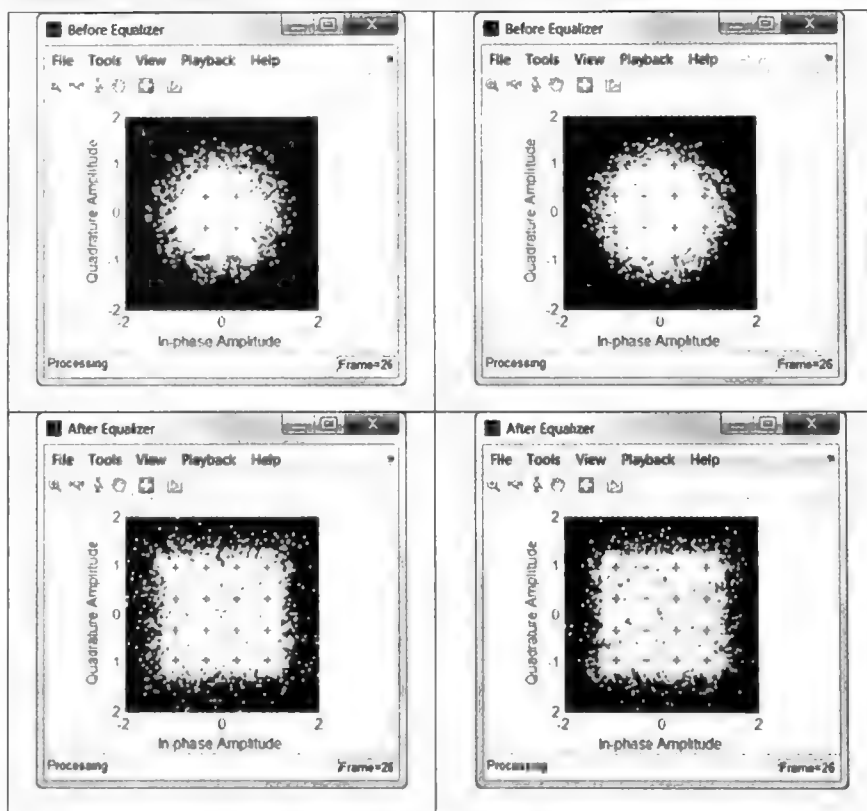 Before Equalizer
File Tools View Playback Help
2
1
0
-1
-2
Quadrature Amplitude
-2 0 2
In-phase Amplitude
Processing Frame=26
Before Equalizer
File Tools View Playback Help
2
1
0
-1
-2
Quadrature Amplitude
-2 0 2
In-phase Amplitude
Processing Frame=26
After Equalizer
File Tools View Playback Help
2
1
0
1
2
Quadrature Amplitude
-2 0 2
In-phase Amplitude
Processing Frame=26
After Equalizer
File Tools View Playback Help
2
1
0
1
2
Quadrature Amplitude
-2 0 2
In-phase Amplitude
Processing Frame=26